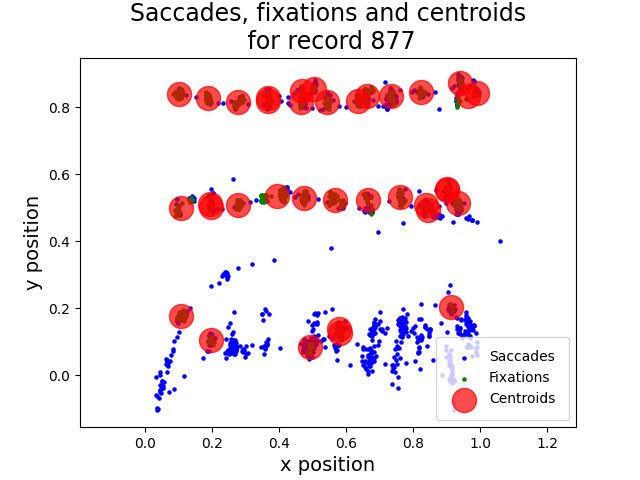 Saccades, fixations and centroids
for record 877
y position
0.8
0.6
0.4
0.2
0.0
Saccades
Fixations
Centroids
0.0 0.2 0.4 0.6 0.8 1.0 1.2
x position